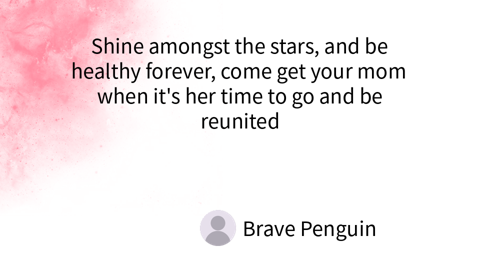 Shine amongst the stars, and be
healthy forever, come get your mom
when it's her time to go and be
reunited
Brave Penguin